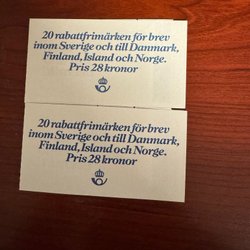 20 rabattfrimärken för brev
inom Sverige och till Danmark,
Finland, Island och Norge.
Pris 28 kronor
20 rabattfrimärken för brev
inom Sverige och till Danmark,
Finland, Island och Norge.
Pris 28 kronor